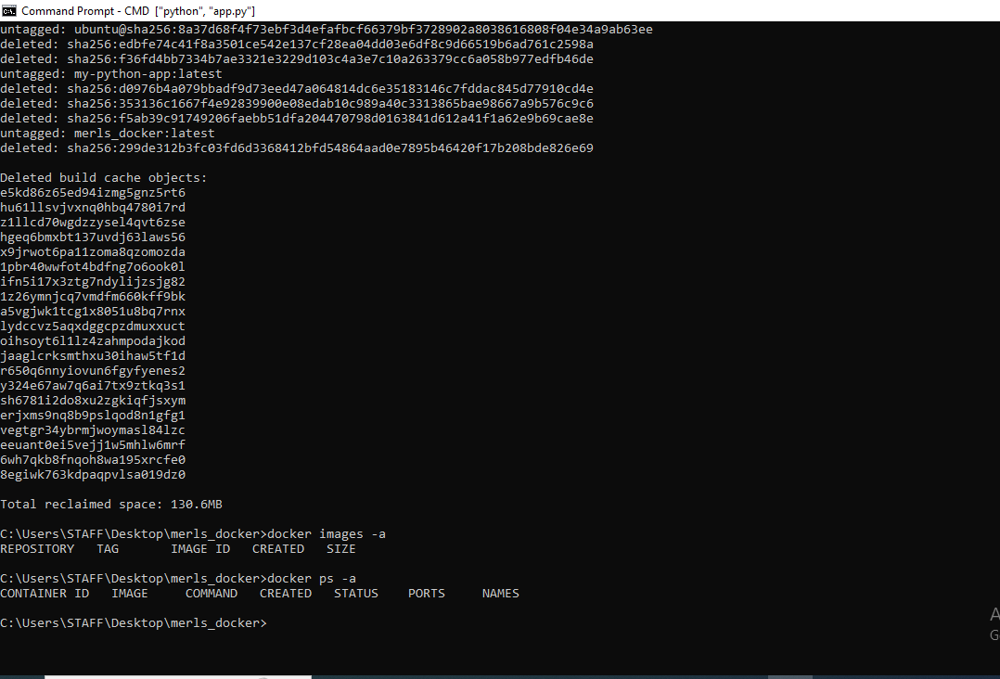 Command Prompt - CMD ["python", "app.py"]
untagged: ubuntu@sha256:8a37d68f4f73ebf3d4efafbcf66379bf3728902a8038616808f04e34a9ab63ee
deleted: sha256:edbfe74c41f8a3501ce542e137cf28ea04dd03e6df8c9d66519b6ad761c2598a
deleted: sha256:f36fd4bb7334b7ae3321e3229d103c4a3e7c10a263379cc6a058b977edfb46de
untagged: my-python-app:latest
deleted: sha256:d0976b4a079bbadf9d73eed47a064814dc6e35183146c7fddac845d77910cd4e
deleted: sha256:353136c1667f4e92839900e08edab10c989a40c3313865bae98667a9b576c9c6
deleted: sha256:f5ab39c91749206faebb51dfa204470798d0163841d612a41f1a62e9b69cae8e
untagged: merls_docker:latest
deleted: sha256:299de312b3fc03fd6d3368412bfd54864aad0e7895b46420f17b208bde826e69
Deleted build cache objects:
e5kd86z65ed94izmg5gnz5rt6
hu61llsvjvxnq0hbq4780i7rd
z1llcd70wgdzzysel4qvt6zse
hgeq6bmxbt137uvdj63laws56
x9jrwot6pa11zoma8qzomozda
1pbr40wwfot4bdfng7o6ook0l
ifn5i17x3ztg7ndylijzsjg82
1z26ymnjcq7vmdfm660kff9bk
a5vgjwk1tcg1x8051u8bq7rnx
lydccvz5aqxdggcpzdmuxxuct
oihsoyt6l1lz4zahmpodajkod
jaaglcrksmthxu30ihaw5tf1d
r650q6nnyiovun6fgyfyenes2
y324e67aw7q6ai7tx9ztkq3s1
sh6781i2do8xu2zgkiqfjsxym
erjxms9nq8b9pslqod8n1gfg1
vegtgr34ybrmjwoymasl84lzc
eeuant0ei5vejj1w5mhlw6mrf
6wh7qkb8fnqoh8wa195xrcfe0
8egiwk763kdpaqpvlsa019dz0
Total reclaimed space: 130.6MB
C:\Users\STAFF\Desktop\merls_docker>docker images -a
REPOSITORY TAG IMAGE ID CREATED SIZE
C:\Users\STAFF\Desktop\merls_docker>docker ps -a
CONTAINER ID IMAGE COMMAND CREATED STATUS PORTS NAMES
C:\Users\STAFF\Desktop\merls_docker>
A
G